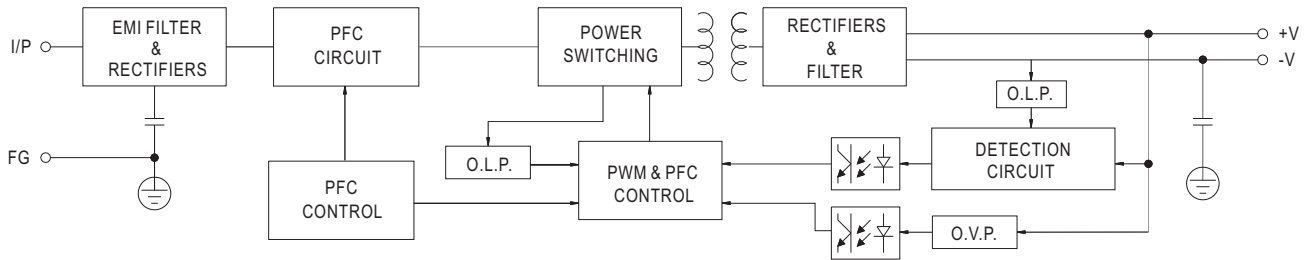 I/P
EMI FILTER
&
RECTIFIERS
PFC
CIRCUIT
POWER
SWITCHING
RECTIFIERS
&
FILTER
+V
-V
O.L.P.
FG
O.L.P.
PFC
CONTROL
PWM & PFC
CONTROL
DETECTION
CIRCUIT
O.V.P.